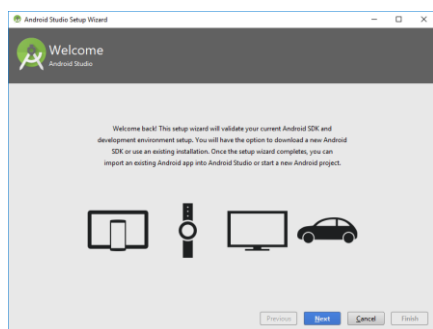 Android Studio Setup Wizard
Welcome
Android Studio
Welcome back! This setup wizard will validate your current Android SDK and
development environment setup. You will have the option to download a new Android
SDK or use an existing installation. Once the setup wizard completes, you can
import an existing Android app into Android Studio or start a new Android project.
Previous Next Cancel Finish